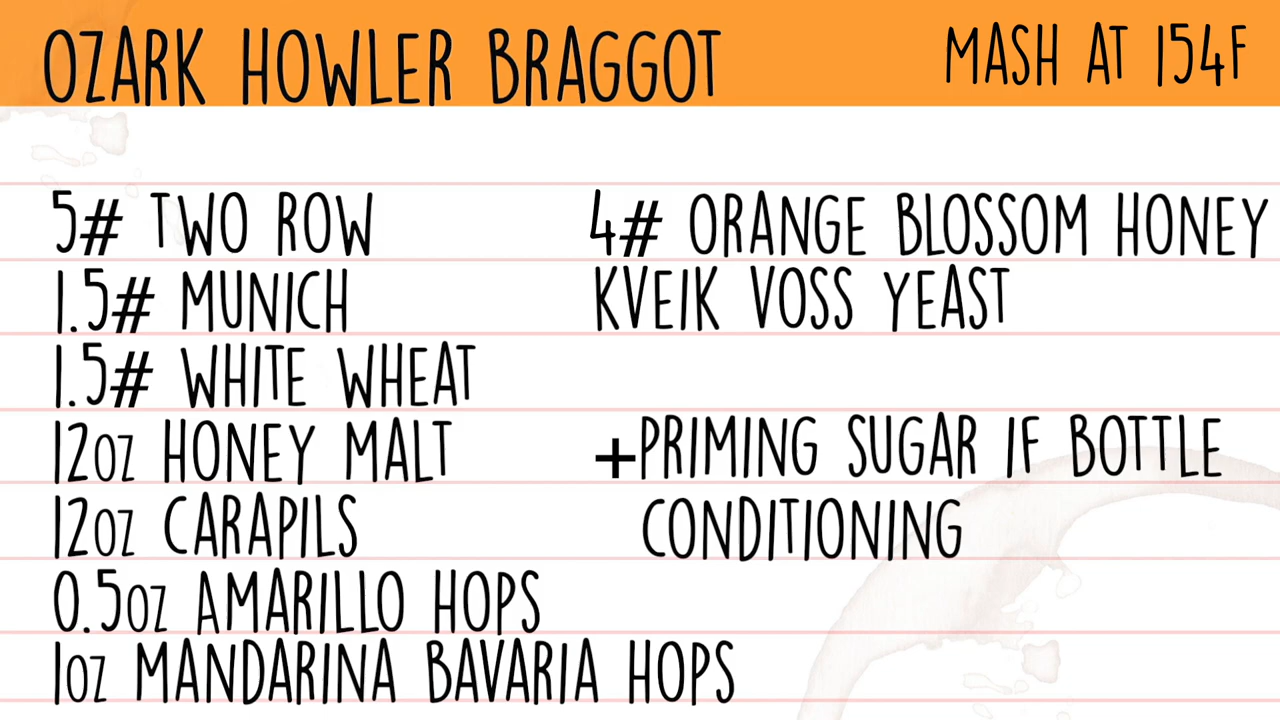 OZARK HOWLER BRAGGOT
MASH AT 154F
5# TWO ROW
1.5# MUNICH
1.5# WHITE WHEAT
12OZ HONEY MALT
12OZ CARAPILS
0.5OZ AMARILLO HOPS
1OZ MANDARINA BAVARIA HOPS
4# ORANGE BLOSSOM HONEY
KVEIK VOSS YEAST
+PRIMING SUGAR IF BOTTLE
CONDITIONING